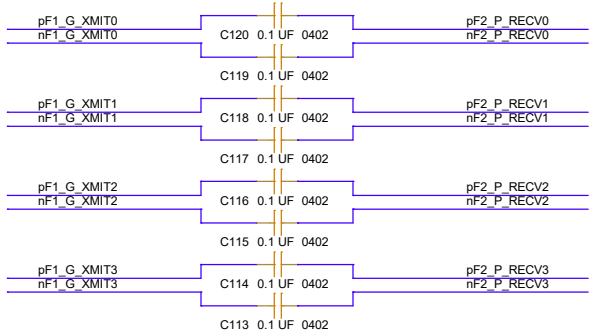 pF1_G_XMIT0 pF2_P_RECV0
nF1_G_XMIT0 C120 0.1 UF 0402 nF2_P_RECV0
C119 0.1 UF 0402
pF1_G_XMIT1 pF2_P_RECV1
nF1_G_XMIT1 C118 0.1 UF 0402 nF2_P_RECV1
C117 0.1 UF 0402
pF1_G_XMIT2 pF2_P_RECV2
nF1_G_XMIT2 C116 0.1 UF 0402 nF2_P_RECV2
C115 0.1 UF 0402
pF1_G_XMIT3 pF2_P_RECV3
nF1_G_XMIT3 C114 0.1 UF 0402 nF2_P_RECV3
C113 0.1 UF 0402